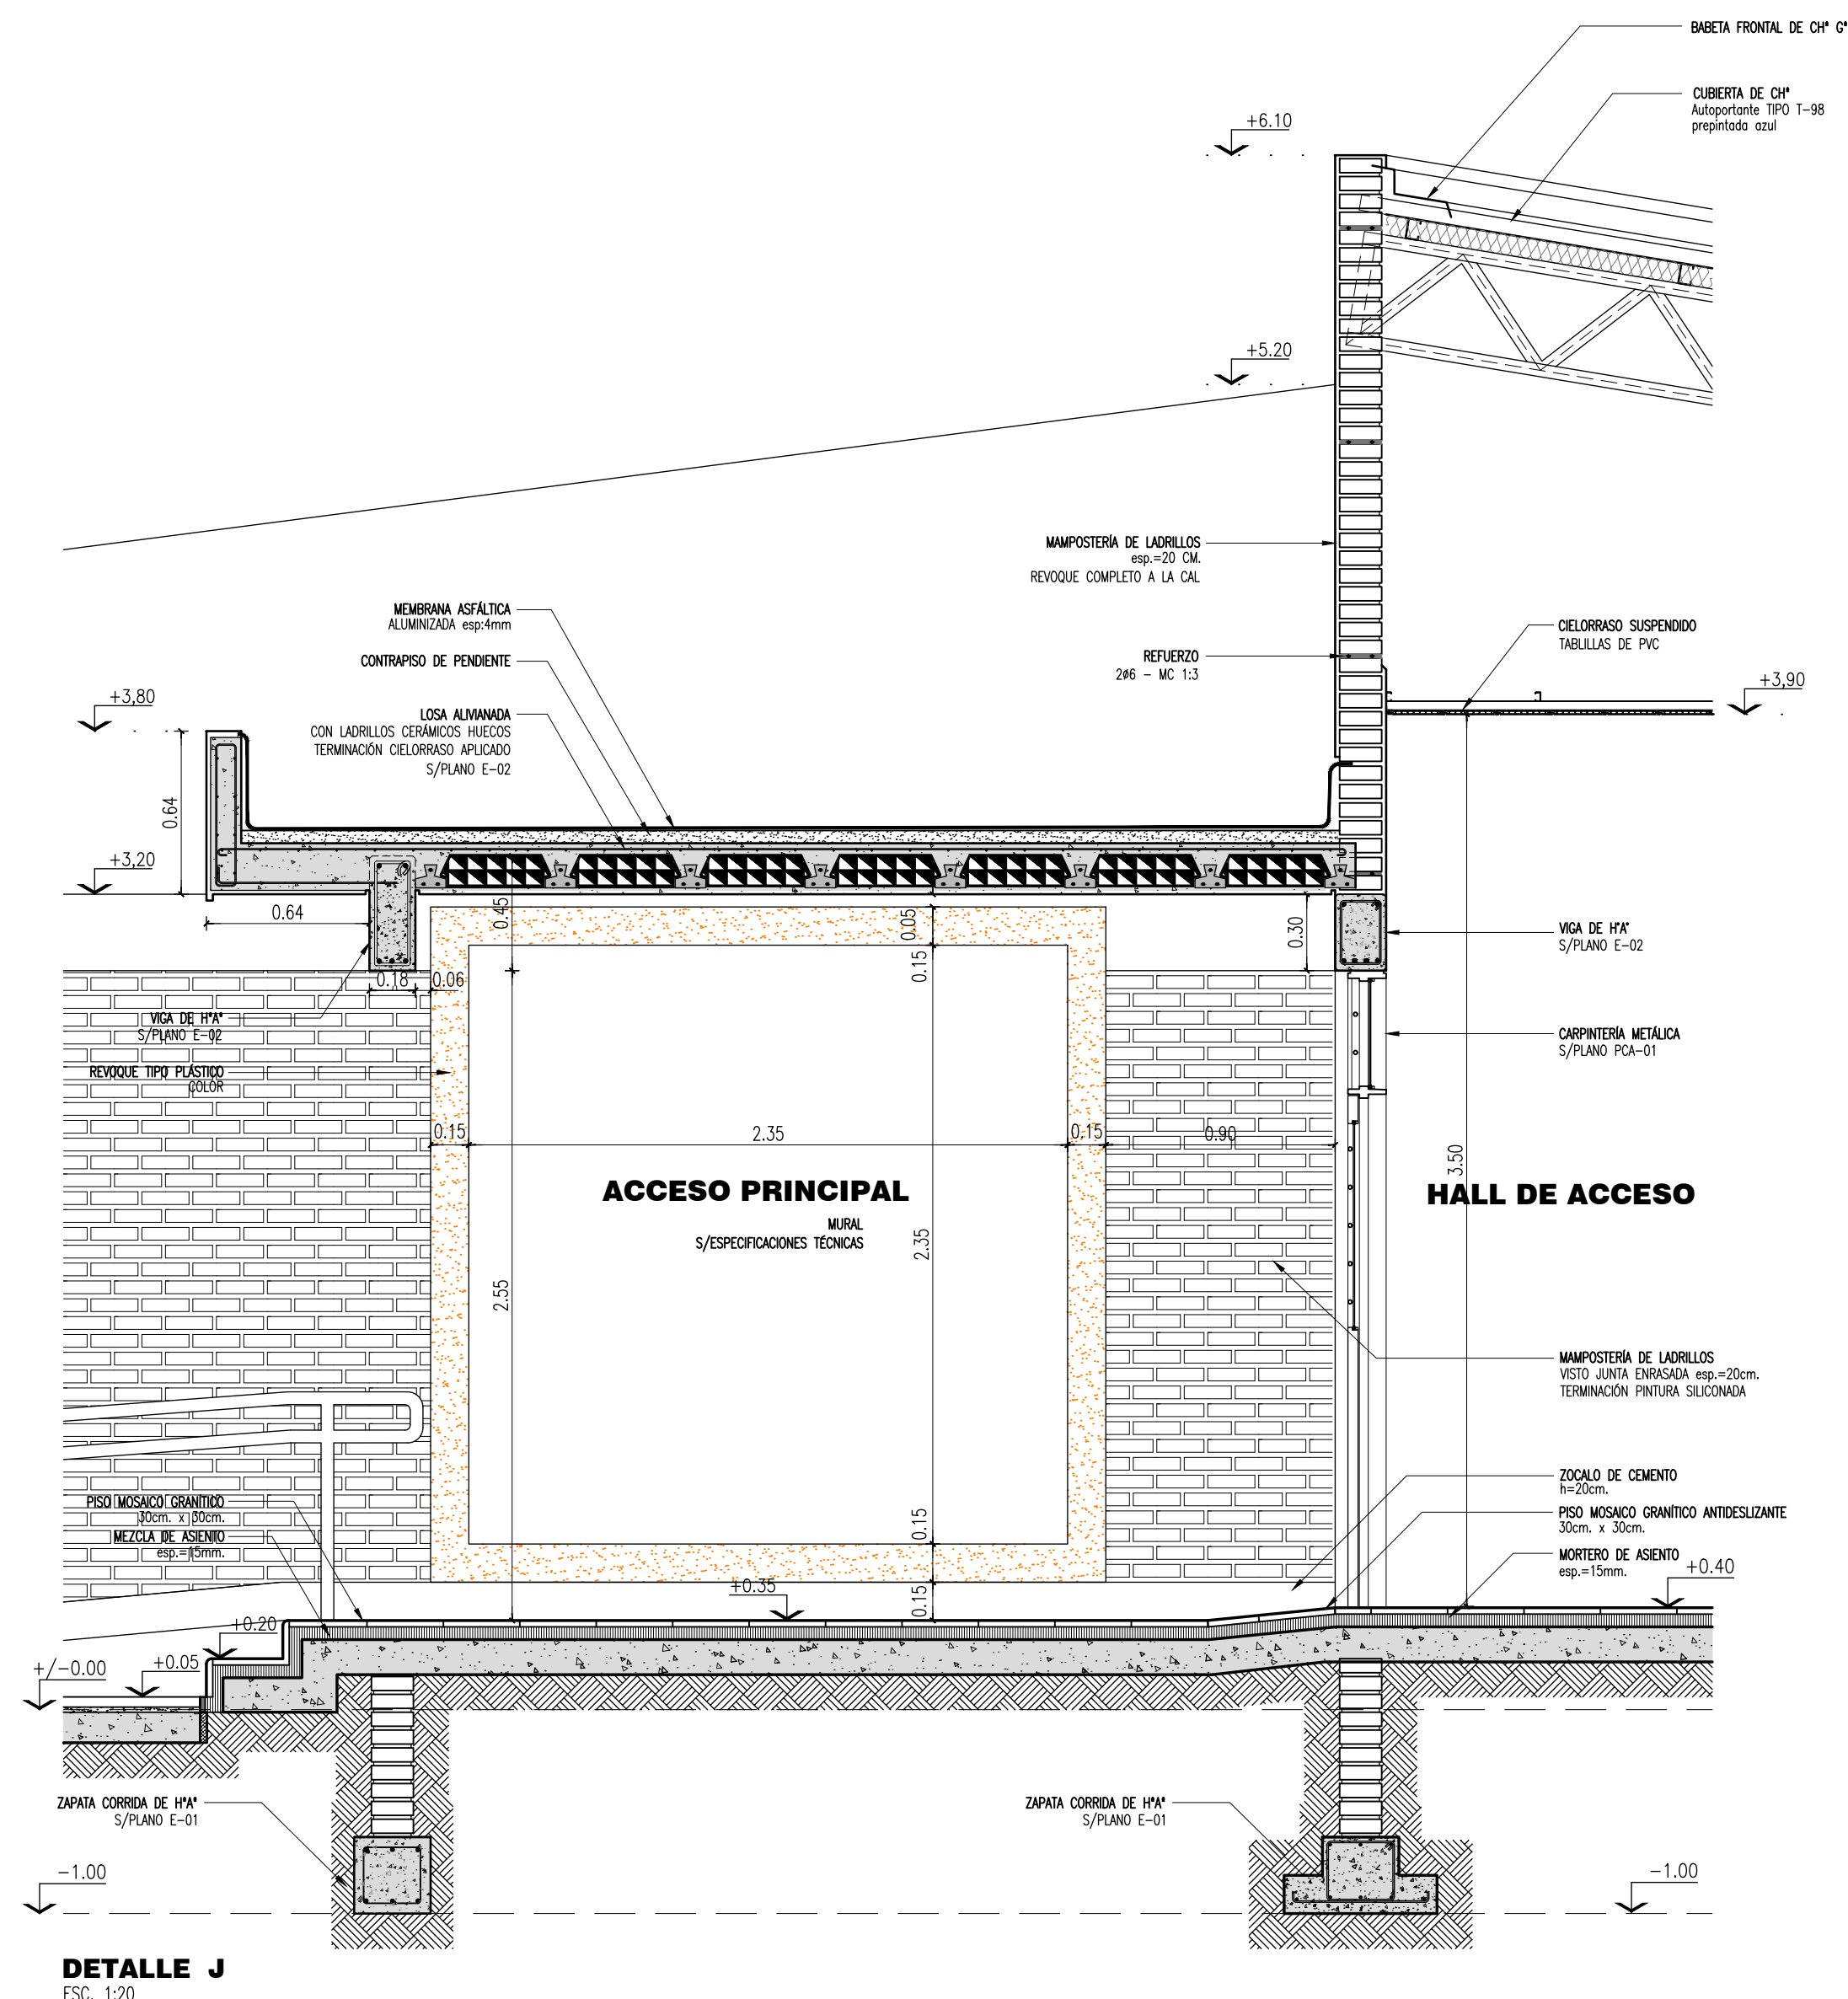 BABETA FRONTAL DE CHª Gª
CUBIERTA DE CHª
Autoportante TIPO T-98
prepintada azul
+6.10
+5.20
MAMPOSTERÍA DE LADRILLOS
esp.=20 CM.
REVOQUE COMPLETO A LA CAL
MEMBRANA ASFÁLTICA
ALUMINIZADA esp:4mm
CIELORRASO SUSPENDIDO
TABLILLAS DE PVC
CONTRAPISO DE PENDIENTE
REFUERZO
2ø6 - MC 1:3
+3,80
+3,90
LOSA ALIVIANADA
CON LADRILLOS CERÁMICOS HUECOS
TERMINACIÓN CIELORRASO APLICADO
S/PLANO E-02
0.64
+3,20
0.64
0.45
0.05
0.30
VIGA DE HªAª
S/PLANO E-02
0.15
0.18
0.06
VIGA DE HªAª
S/PLANO E-02
CARPINTERÍA METÁLICA
S/PLANO PCA-01
REVOQUE TIPO PLÁSTICO
COLOR
0.15
2.35
0.15
0.90
3.50
ACCESO PRINCIPAL
HALL DE ACCESO
MURAL
S/ESPECIFICACIONES TÉCNICAS
2.35
2.55
MAMPOSTERÍA DE LADRILLOS
VISTO JUNTA ENRASADA esp.=20cm.
TERMINACIÓN PINTURA SILICONADA
ZOCALO DE CEMENTO
h=20cm.
PISO MOSAICO GRANÍTICO
30cm. x 30cm.
MEZCLA DE ASIENTO
esp.=15mm.
0.15
PISO MOSAICO GRANÍTICO ANTIDESLIZANTE
30cm. x 30cm.
MORTERO DE ASIENTO
esp.=15mm.
+0.40
+0.35
0.15
+0.20
+0.05
+/-0.00
ZAPATA CORRIDA DE HªAª
S/PLANO E-01
ZAPATA CORRIDA DE HªAª
S/PLANO E-01
-1.00
-1.00
DETALLE J
ESC. 1:20